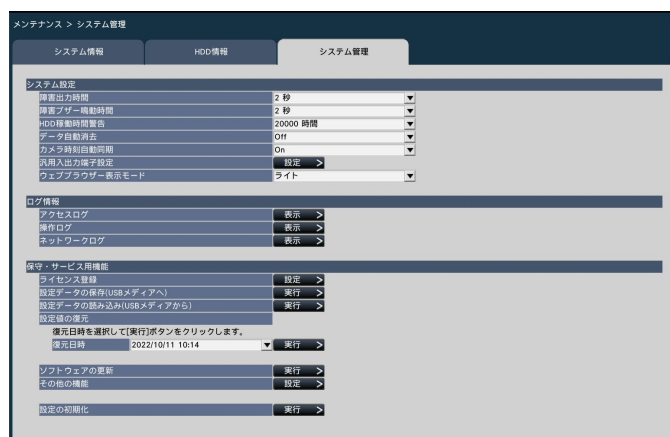 メンテナンス > システム管理
システム情報 HDD情報 システム管理
システム設定
障害出力時間 2 秒
障害ブザー鳴動時間 2 秒
HDD稼働時間警告 20000 時間
データ自動消去 Off
カメラ時刻自動同期 On
汎用入出力端子設定 設定 >
ウェブブラウザー表示モード ライト
ログ情報
アクセスログ 表示 >
操作ログ 表示 >
ネットワークログ 表示 >
保守・サービス用機能
ライセンス登録 設定 >
設定データの保存(USBメディアへ) 実行 >
設定データの読み込み(USBメディアから) 実行 >
設定値の復元
復元日時を選択して[実行]ボタンをクリックします。
復元日時 2022/10/11 10:14 実行 >
ソフトウェアの更新 実行 >
その他の機能 設定 >
設定の初期化 実行 >